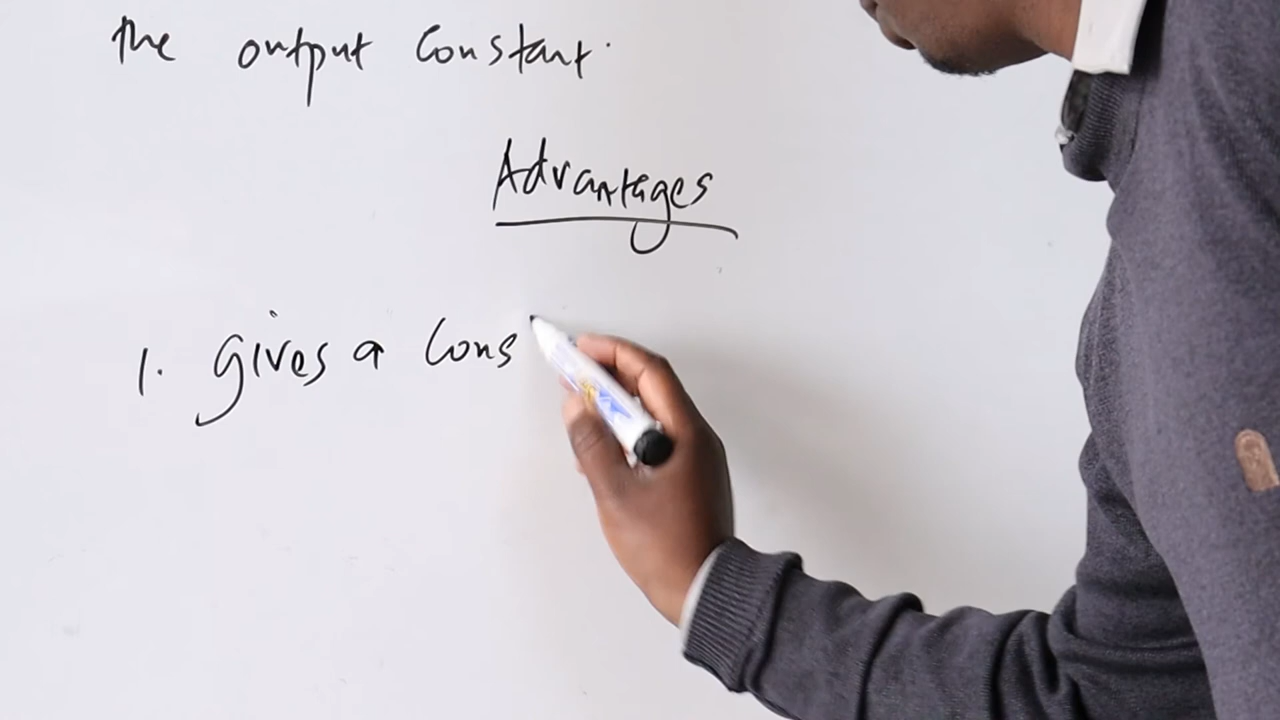 the output constant.
Advantages
1. gives a cons